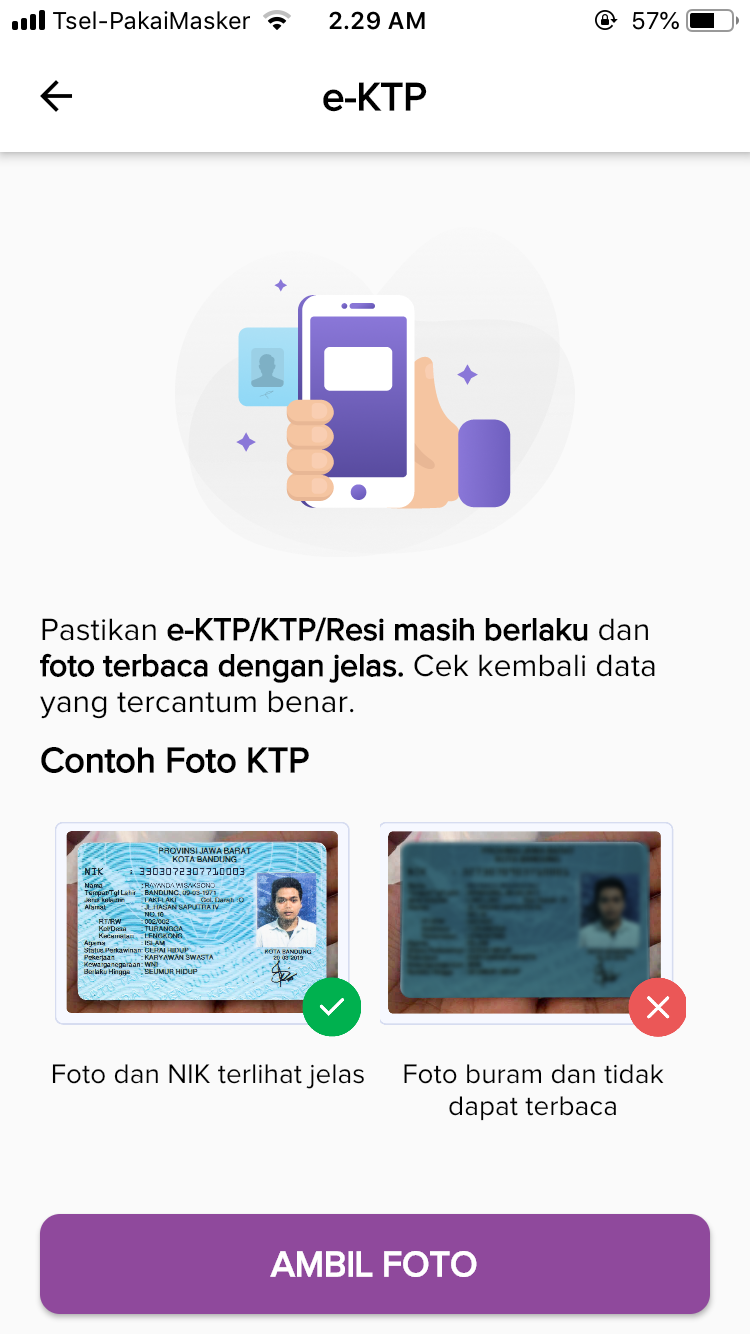 Tsel-PakaiMasker
2.29 AM
57%
e-KTP
Pastikan e-KTP/KTP/Resi masih berlaku dan
foto terbaca dengan jelas. Cek kembali data
yang tercantum benar.
Contoh Foto KTP
PROVINSI JAWA BARAT
KOTA BANDUNG
NIK : 3303072307710003
Nama : RAYANDA WISAKSONO
Tempat/Tgl Lahir : BANDUNG, 09-03-1971
Jenis kelamin : LAKI-LAKI Gol. Darah : O
Alamat : JL. HASAN SAPUTRA IV
NO.16
RT/RW : 002/002
Kel/Desa : TURANGGA
Kecamatan : LENGKONG
Agama : ISLAM
Status Perkawinan : CERAI HIDUP
Pekerjaan : KARYAWAN SWASTA
Kewarganegaraan : WNI
Berlaku Hingga : SEUMUR HIDUP
KOTA BANDUNG
20-03-2019
Foto dan NIK terlihat jelas
Foto buram dan tidak
dapat terbaca
AMBIL FOTO